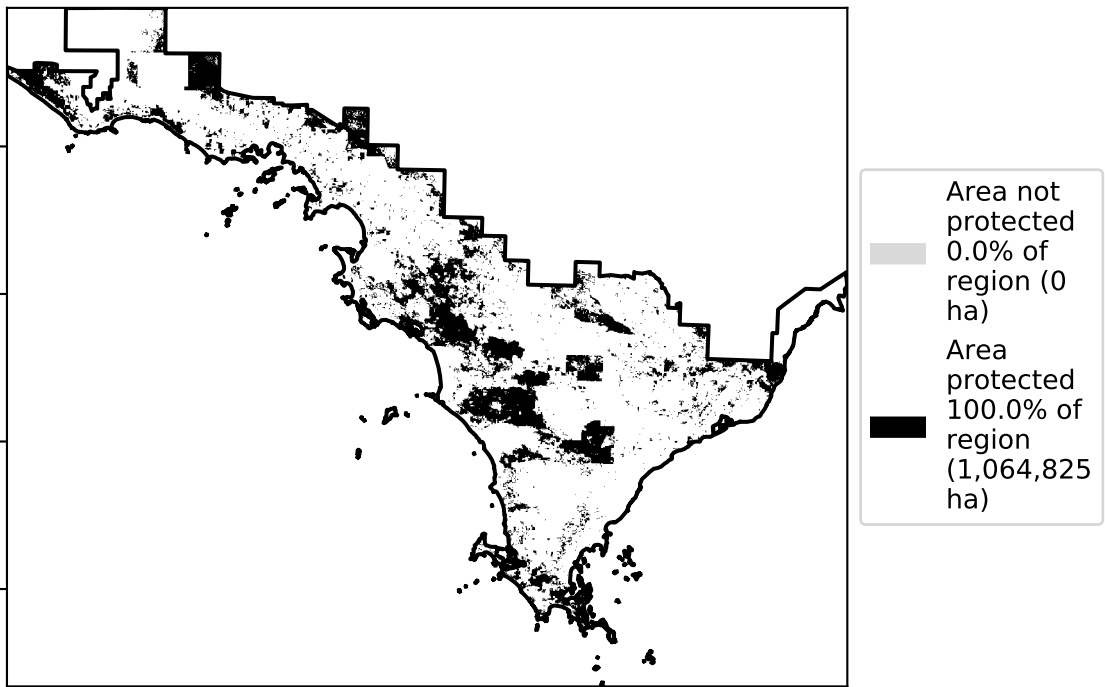 Area not
protected
0.0% of
region (0
ha)
Area
protected
100.0% of
region
(1,064,825
ha)